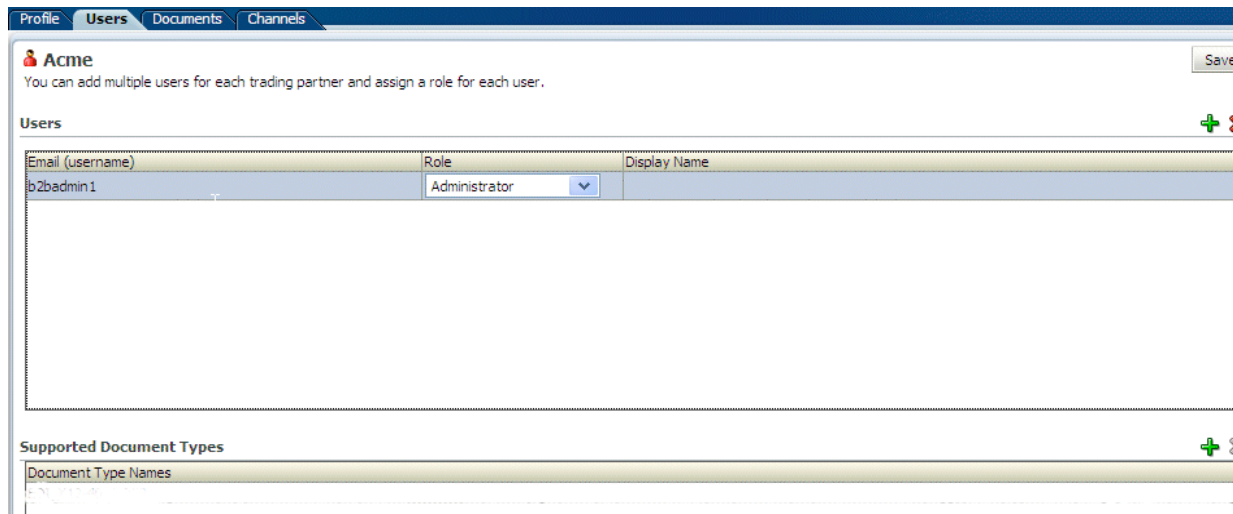 Profile Users Documents Channels
Acme
Save
You can add multiple users for each trading partner and assign a role for each user.
Users
Email (username) Role Display Name
b2badmin1 Administrator
Supported Document Types
Document Type Names